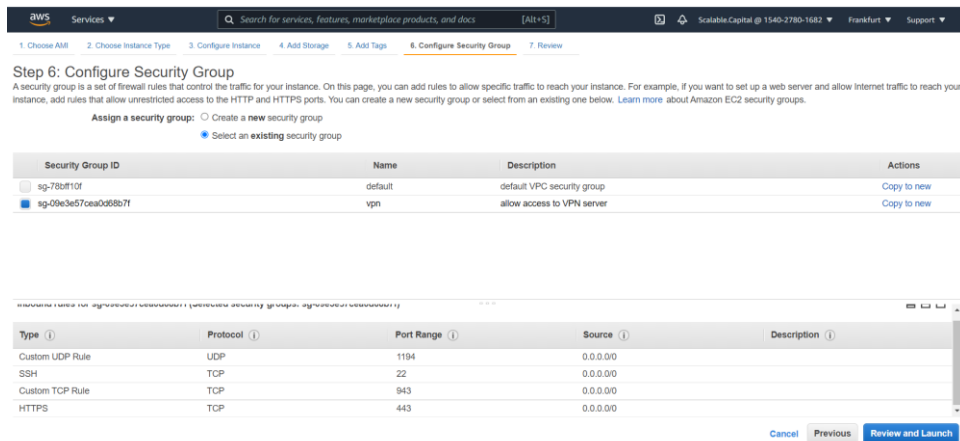 aws Services ▼ Search for services, features, marketplace products, and docs [Alt+S] Scalable.Capital @ 1540-2780-1682 ▼ Frankfurt ▼ Support ▼
1. Choose AMI 2. Choose Instance Type 3. Configure Instance 4. Add Storage 5. Add Tags 6. Configure Security Group 7. Review
Step 6: Configure Security Group
A security group is a set of firewall rules that control the traffic for your instance. On this page, you can add rules to allow specific traffic to reach your instance. For example, if you want to set up a web server and allow Internet traffic to reach your
instance, add rules that allow unrestricted access to the HTTP and HTTPS ports. You can create a new security group or select from an existing one below. Learn more about Amazon EC2 security groups.
Assign a security group: Create a new security group
Select an existing security group
Security Group ID Name Description Actions
sg-78bff10f default default VPC security group Copy to new
sg-09e3e57cea0d68b7f vpn allow access to VPN server Copy to new
Inbound rules for sg-09e3e57cea0d68b7f (Selected security groups: sg-09e3e57cea0d68b7f)
Type Protocol Port Range Source Description
Custom UDP Rule UDP 1194 0.0.0.0/0
SSH TCP 22 0.0.0.0/0
Custom TCP Rule TCP 943 0.0.0.0/0
HTTPS TCP 443 0.0.0.0/0
Cancel Previous Review and Launch